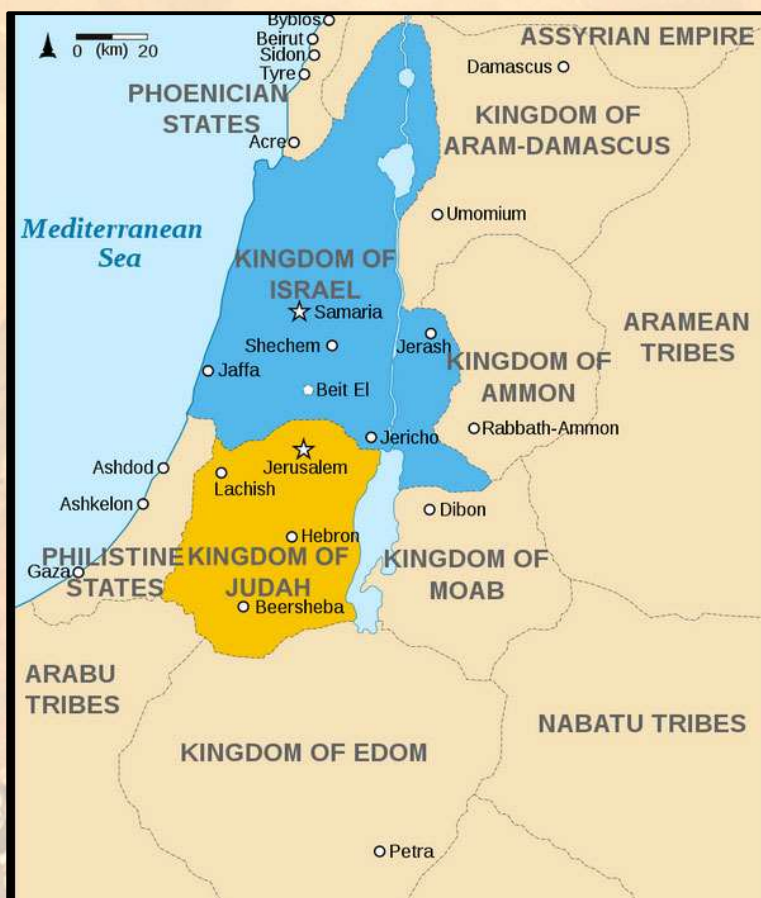 Byblos
0 (km) 20
Beirut
ASSYRIAN EMPIRE
Sidon
Damascus
Tyre
PHOENICIAN
STATES
KINGDOM OF
ARAM-DAMASCUS
Acre
Umomium
Mediterranean
Sea
KINGDOM OF
ISRAEL
Samaria
ARAMEAN
TRIBES
Shechem
Jerash
KINGDOM OF
AMMON
Jaffa
Beit El
Rabbath-Ammon
Jericho
Jerusalem
Ashdod
Lachish
Ashkelon
Dibon
Hebron
PHILISTINE
STATES
KINGDOM OF
JUDAH
KINGDOM OF
MOAB
Gaza
Beersheba
ARABU
TRIBES
NABATU TRIBES
KINGDOM OF EDOM
Petra